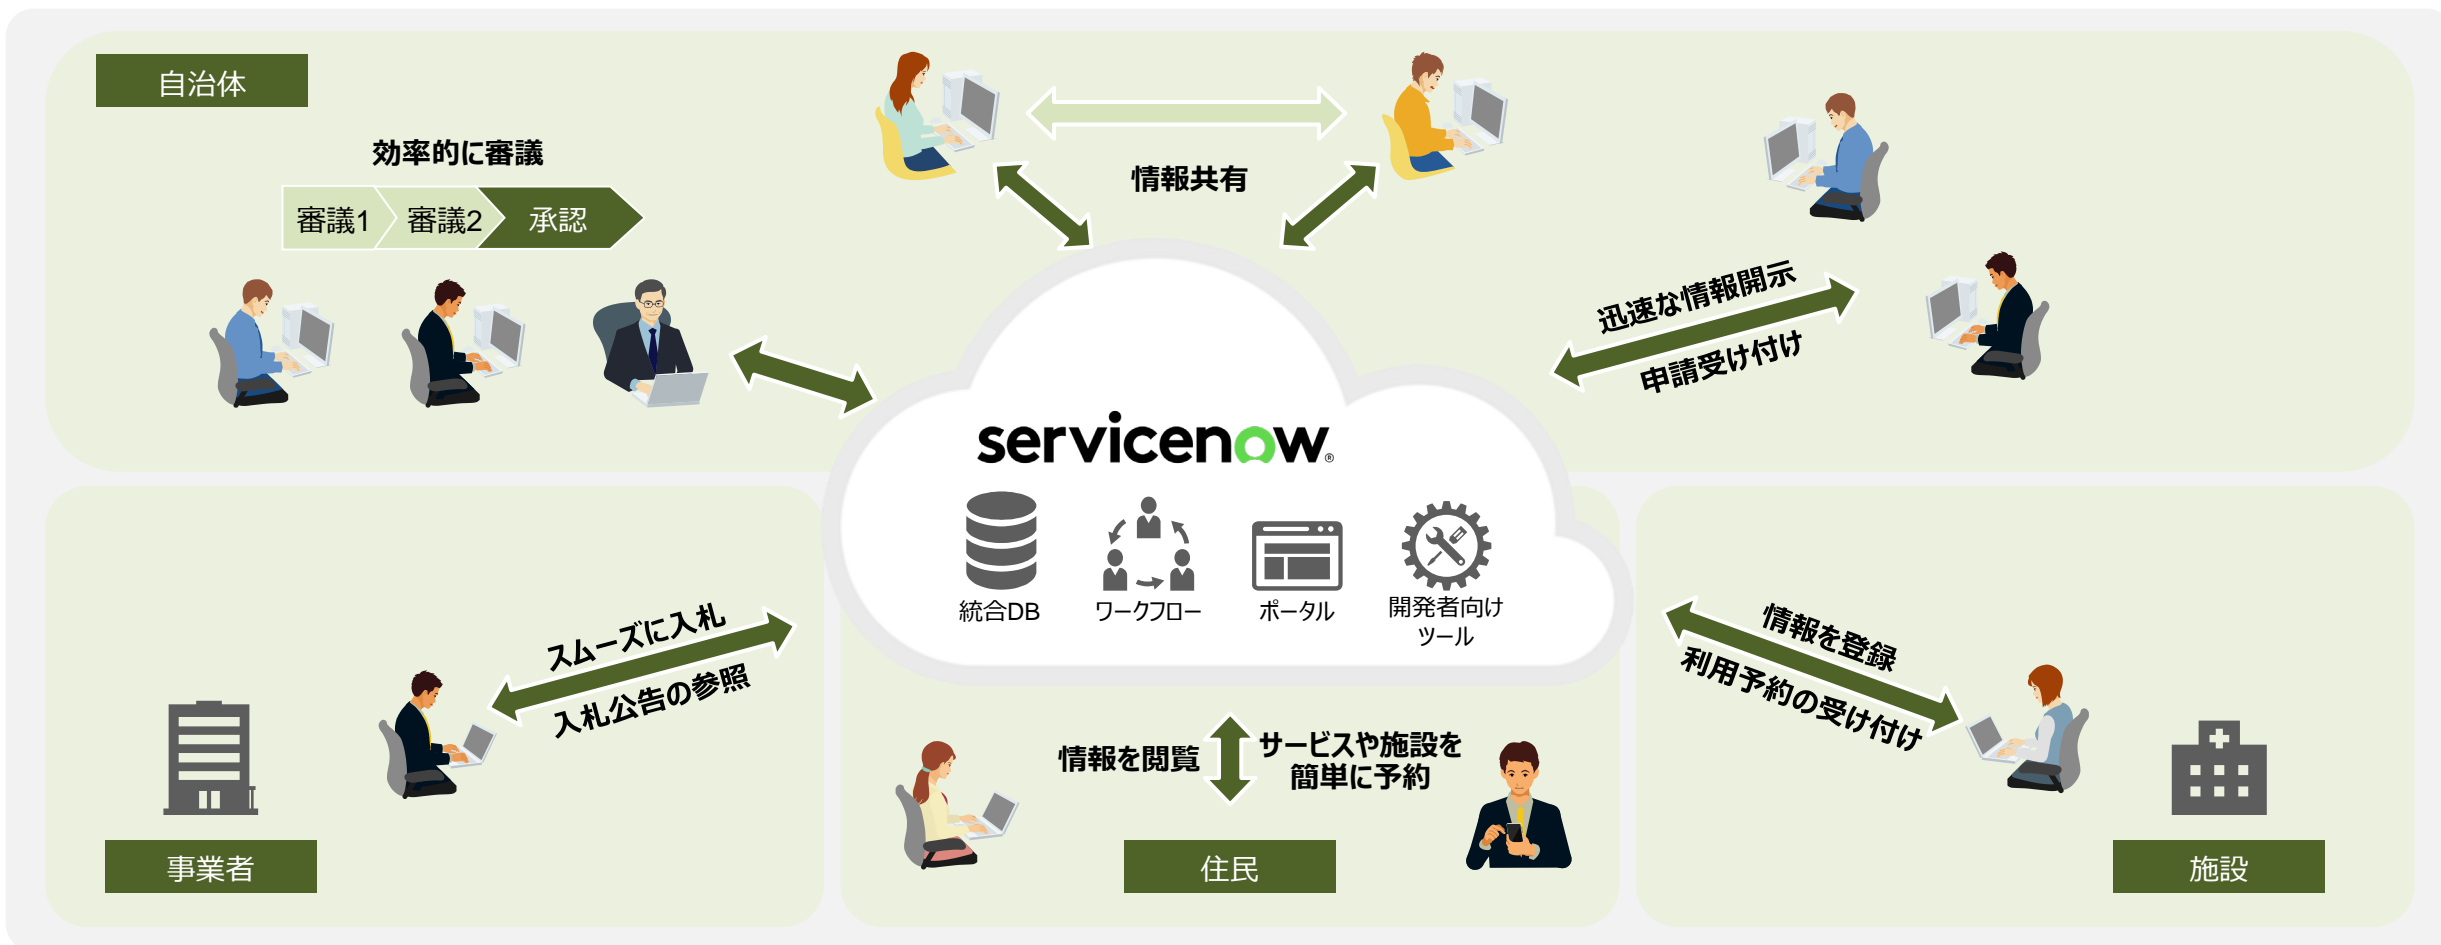 自治体
効率的に審議
審議1
審議2
承認
情報共有
迅速な情報開示
申請受け付け
servicenow®
統合DB
ワークフロー
ポータル
開発者向け
ツール
スムーズに入札
入札公告の参照
事業者
情報を閲覧
サービスや施設を
簡単に予約
住民
情報を登録
利用予約の受け付け
施設